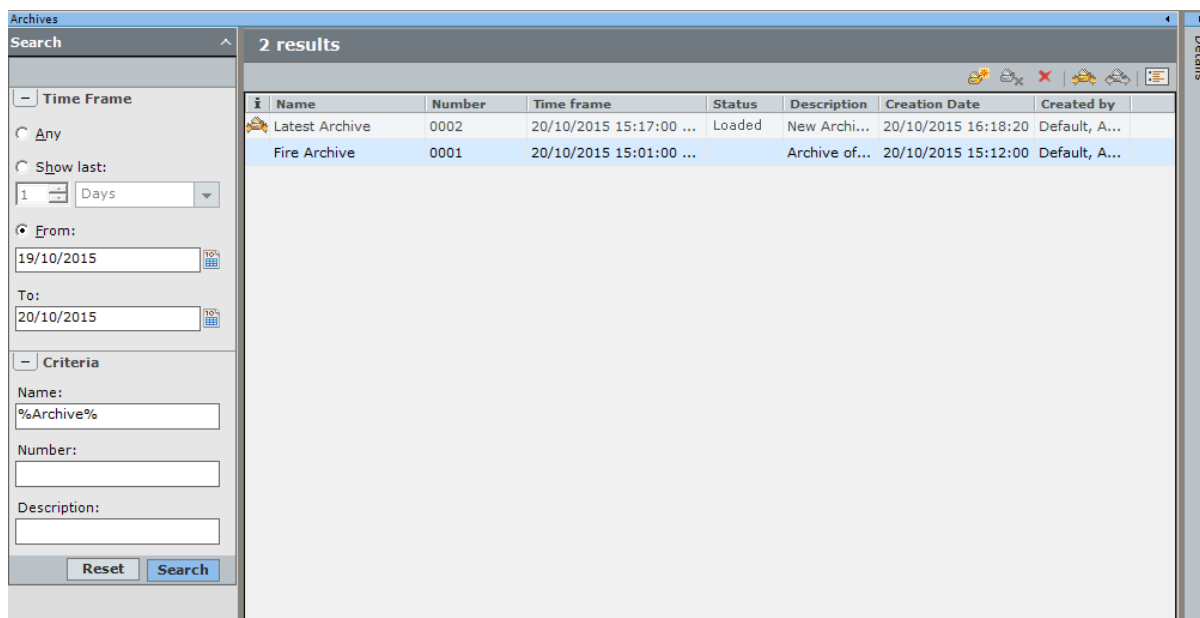 Archives
Search
2 results
Time Frame
Any
Show last:
1 Days
From:
19/10/2015
To:
20/10/2015
Criteria
Name:
%Archive%
Number:
Description:
Reset Search
i Name Number Time frame Status Description Creation Date Created by
Latest Archive 0002 20/10/2015 15:17:00 ... Loaded New Archi... 20/10/2015 16:18:20 Default, A...
Fire Archive 0001 20/10/2015 15:01:00 ... Archive of... 20/10/2015 15:12:00 Default, A...
Details